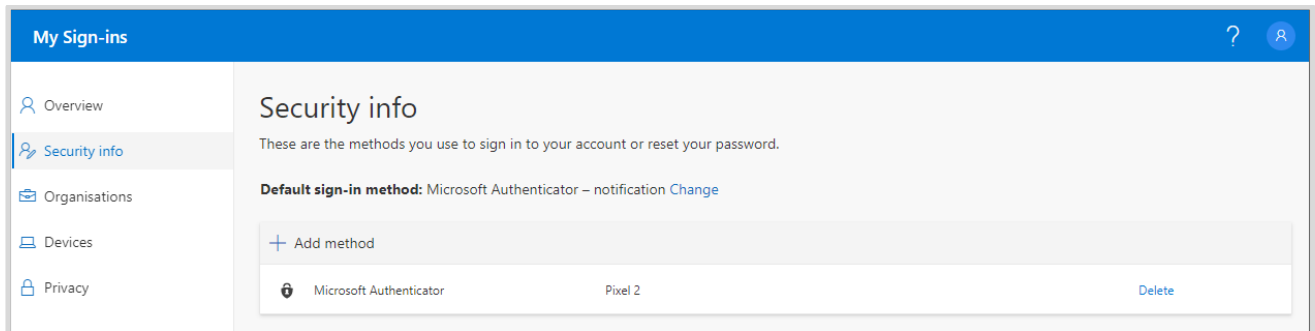 My Sign-ins
?
Overview
Security info
Organisations
Devices
Privacy
Security info
These are the methods you use to sign in to your account or reset your password.
Default sign-in method: Microsoft Authenticator – notification Change
+ Add method
Microsoft Authenticator Pixel 2 Delete